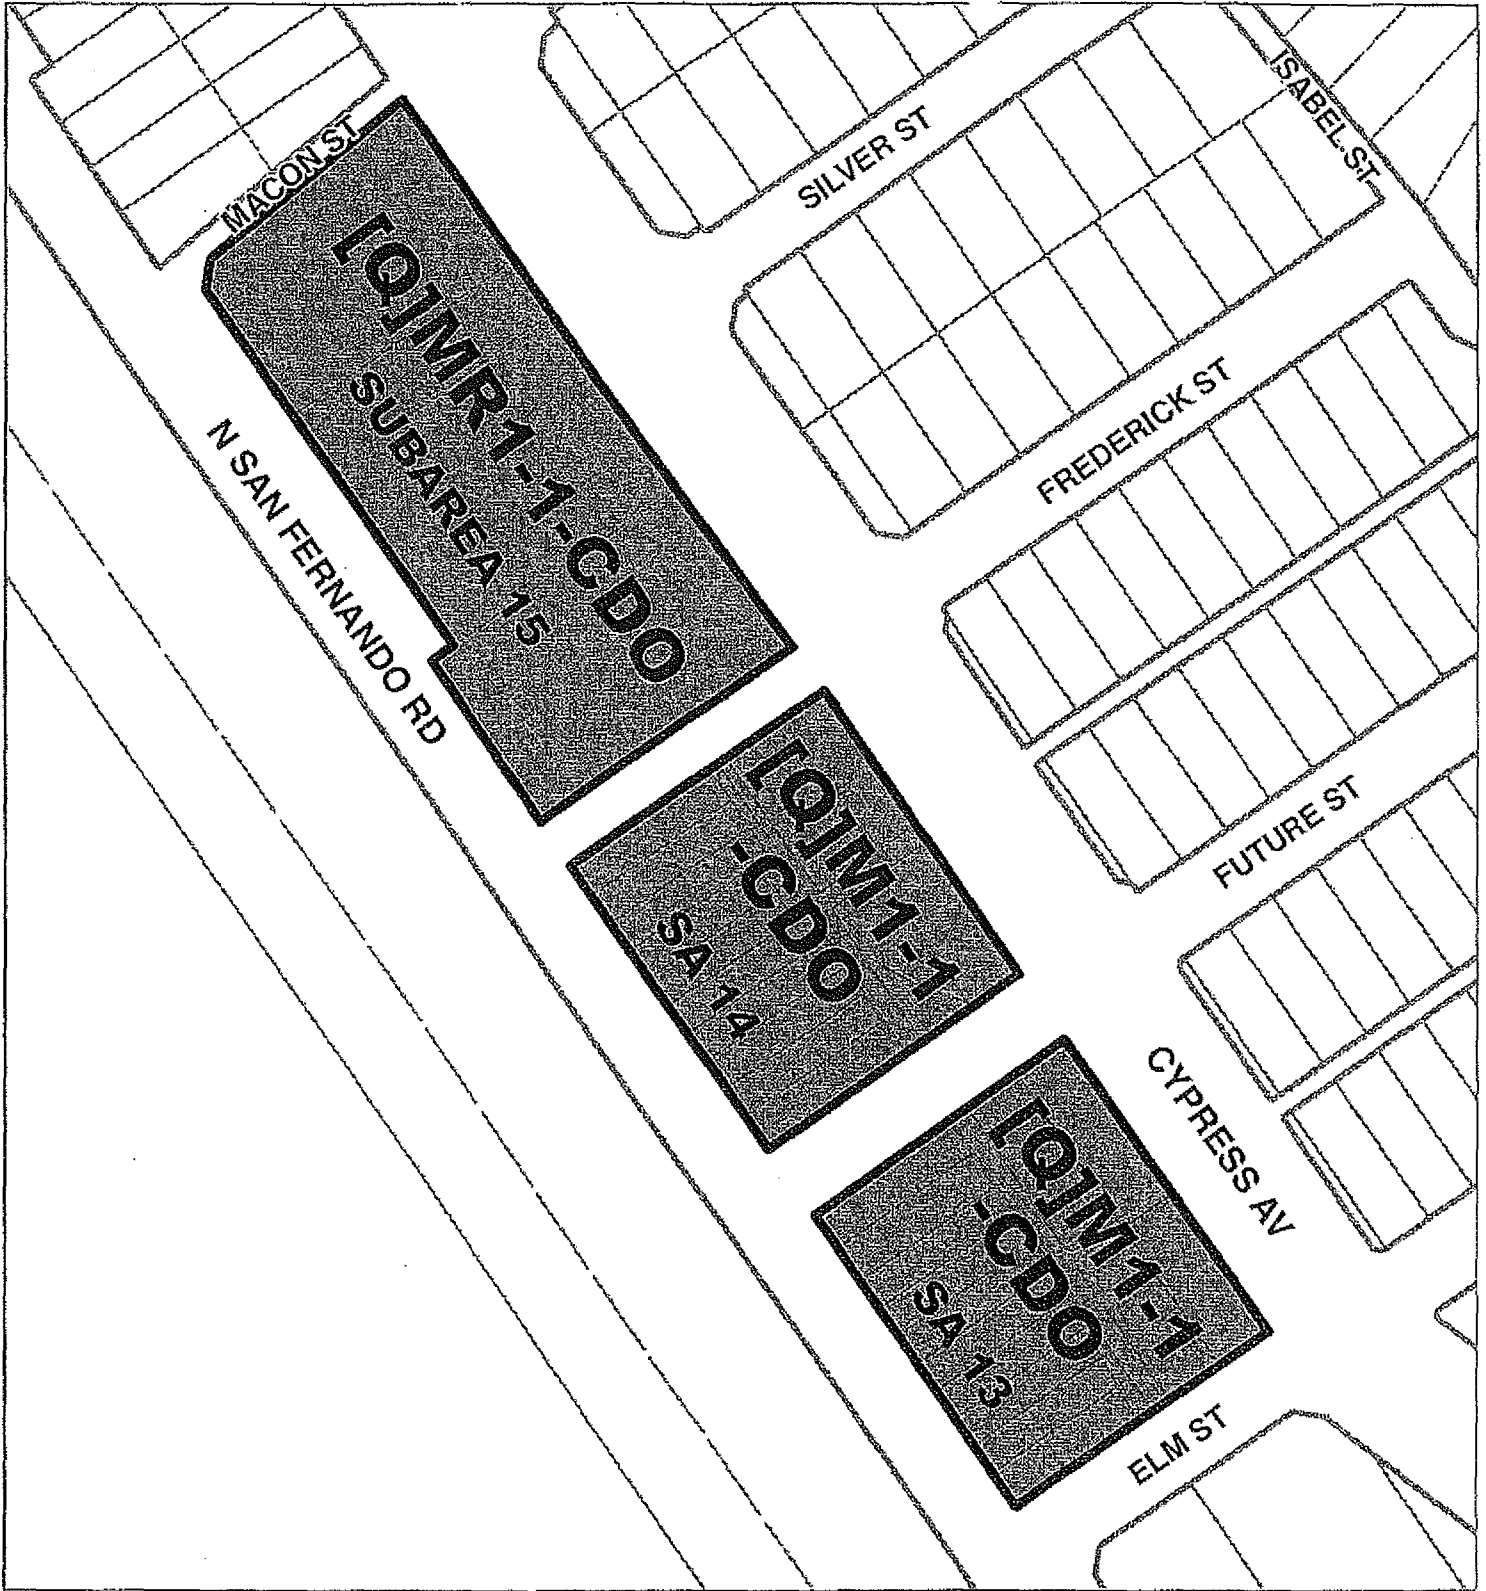 ISABEL ST
SILVER ST
MACON ST
[Q]MR1-1-CDO
SUBAREA 15
FREDERICK ST
N SAN FERNANDO RD
[Q]M1-1
-CDO
SA 14
FUTURE ST
CYPRESS AV
[Q]M1-1
-CDO
SA 13
ELM ST